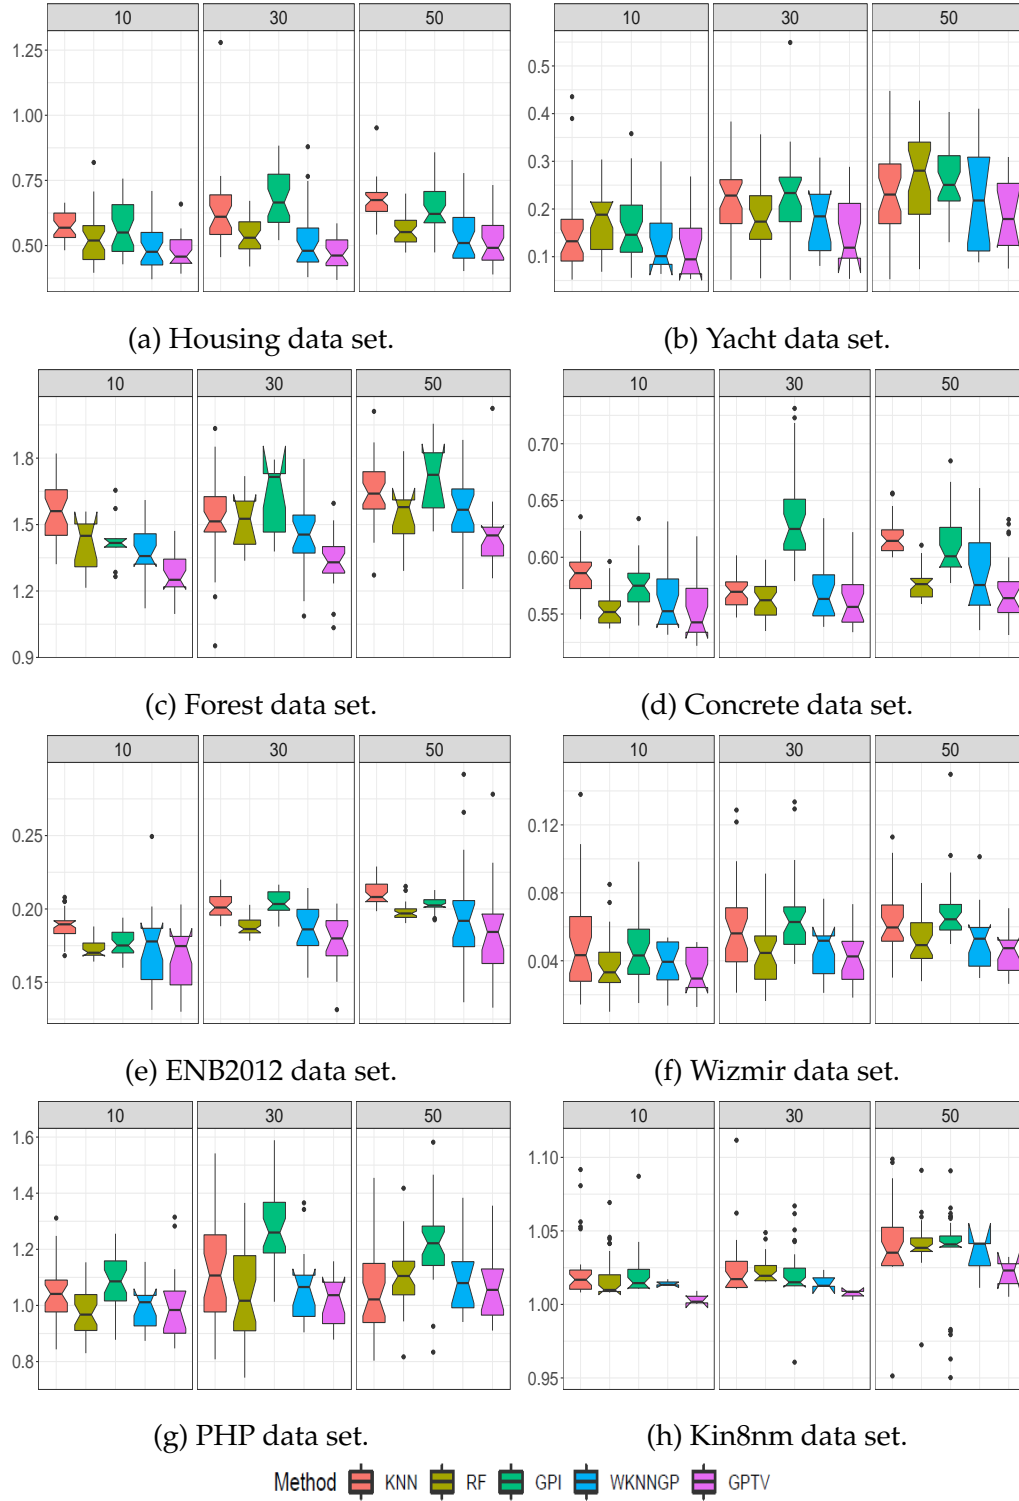 10 30 50
1.25
1.00
0.75
0.50
10 30 50
0.5
0.4
0.3
0.2
0.1
(a) Housing data set.
(b) Yacht data set.
10 30 50
1.8
1.5
1.2
0.9
10 30 50
0.70
0.65
0.60
0.55
(c) Forest data set.
(d) Concrete data set.
10 30 50
0.25
0.20
0.15
10 30 50
0.12
0.08
0.04
(e) ENB2012 data set.
(f) Wizmir data set.
10 30 50
1.6
1.4
1.2
1.0
0.8
10 30 50
1.10
1.05
1.00
0.95
(g) PHP data set.
(h) Kin8nm data set.
Method KNN RF GPI WKNNGP GPTV